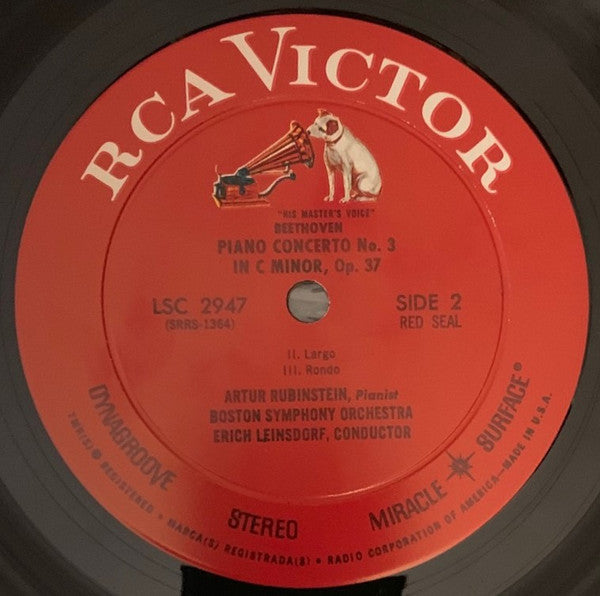 RCA VICTOR
"HIS MASTER'S VOICE"
BEETHOVEN
PIANO CONCERTO No. 3
IN C MINOR, Op. 37
LSC 2947
(SRRS-1364)
SIDE 2
RED SEAL
II. Largo
III. Rondo
ARTUR RUBINSTEIN, Pianist
BOSTON SYMPHONY ORCHESTRA
ERICH LEINSDORF, CONDUCTOR
DYNAGROOVE
STEREO
MIRACLE SURFACE®
TMK(S) ® REGISTERED • MARCA(S) REGISTRADA(S) • RADIO CORPORATION OF AMERICA—MADE IN U.S.A.